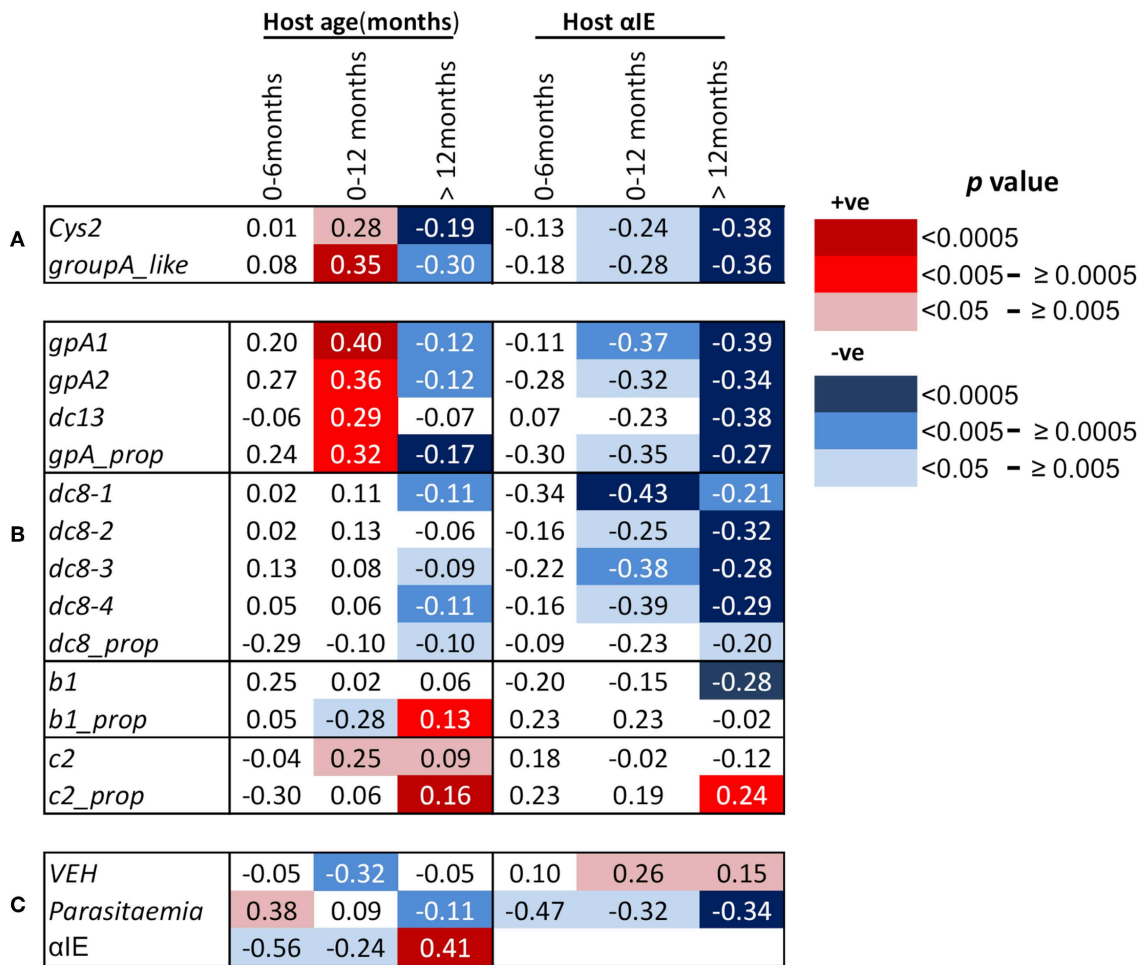 Host age(months) Host αIE
0-6months 0-12 months > 12months 0-6months 0-12 months > 12months
A
Cys2 0.01 0.28 -0.19 -0.13 -0.24 -0.38
groupA_like 0.08 0.35 -0.30 -0.18 -0.28 -0.36
B
gpA1 0.20 0.40 -0.12 -0.11 -0.37 -0.39
gpA2 0.27 0.36 -0.12 -0.28 -0.32 -0.34
dc13 -0.06 0.29 -0.07 0.07 -0.23 -0.38
gpA_prop 0.24 0.32 -0.17 -0.30 -0.35 -0.27
dc8-1 0.02 0.11 -0.11 -0.34 -0.43 -0.21
dc8-2 0.02 0.13 -0.06 -0.16 -0.25 -0.32
dc8-3 0.13 0.08 -0.09 -0.22 -0.38 -0.28
dc8-4 0.05 0.06 -0.11 -0.16 -0.39 -0.29
dc8_prop -0.29 -0.10 -0.10 -0.09 -0.23 -0.20
b1 0.25 0.02 0.06 -0.20 -0.15 -0.28
b1_prop 0.05 -0.28 0.13 0.23 0.23 -0.02
c2 -0.04 0.25 0.09 0.18 -0.02 -0.12
c2_prop -0.30 0.06 0.16 0.23 0.19 0.24
C
VEH -0.05 -0.32 -0.05 0.10 0.26 0.15
Parasitaemia 0.38 0.09 -0.11 -0.47 -0.32 -0.34
αIE -0.56 -0.24 0.41
p value
+ve
<0.0005
<0.005 - ≥ 0.0005
<0.05 - ≥ 0.005
-ve
<0.0005
<0.005 - ≥ 0.0005
<0.05 - ≥ 0.005